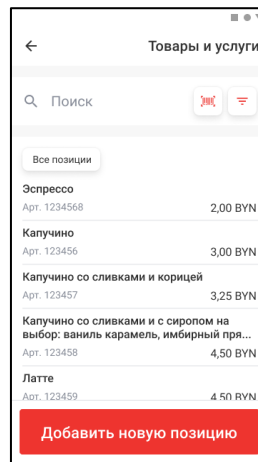 Товары и услуги
Поиск
Все позиции
Эспрессо
Арт. 1234568
2,00 BYN
Капучино
Арт. 123456
3,00 BYN
Капучино со сливками и корицей
Арт. 123457
3,25 BYN
Капучино со сливками и с сиропом на
выбор: ваниль карамель, имбирный пря...
Арт. 123458
4,50 BYN
Латте
Арт. 123459
4,50 BYN
Добавить новую позицию